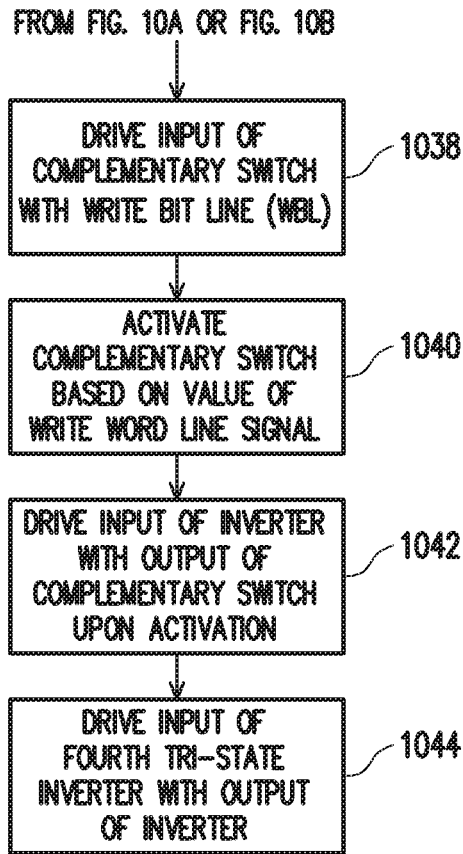 FROM FIG. 10A OR FIG. 10B
DRIVE INPUT OF
COMPLEMENTARY SWITCH
WITH WRITE BIT LINE (WBL)
1038
ACTIVATE
COMPLEMENTARY SWITCH
BASED ON VALUE OF
WRITE WORD LINE SIGNAL
1040
DRIVE INPUT OF INVERTER
WITH OUTPUT OF
COMPLEMENTARY SWITCH
UPON ACTIVATION
1042
DRIVE INPUT OF
FOURTH TRI-STATE
INVERTER WITH OUTPUT
OF INVERTER
1044